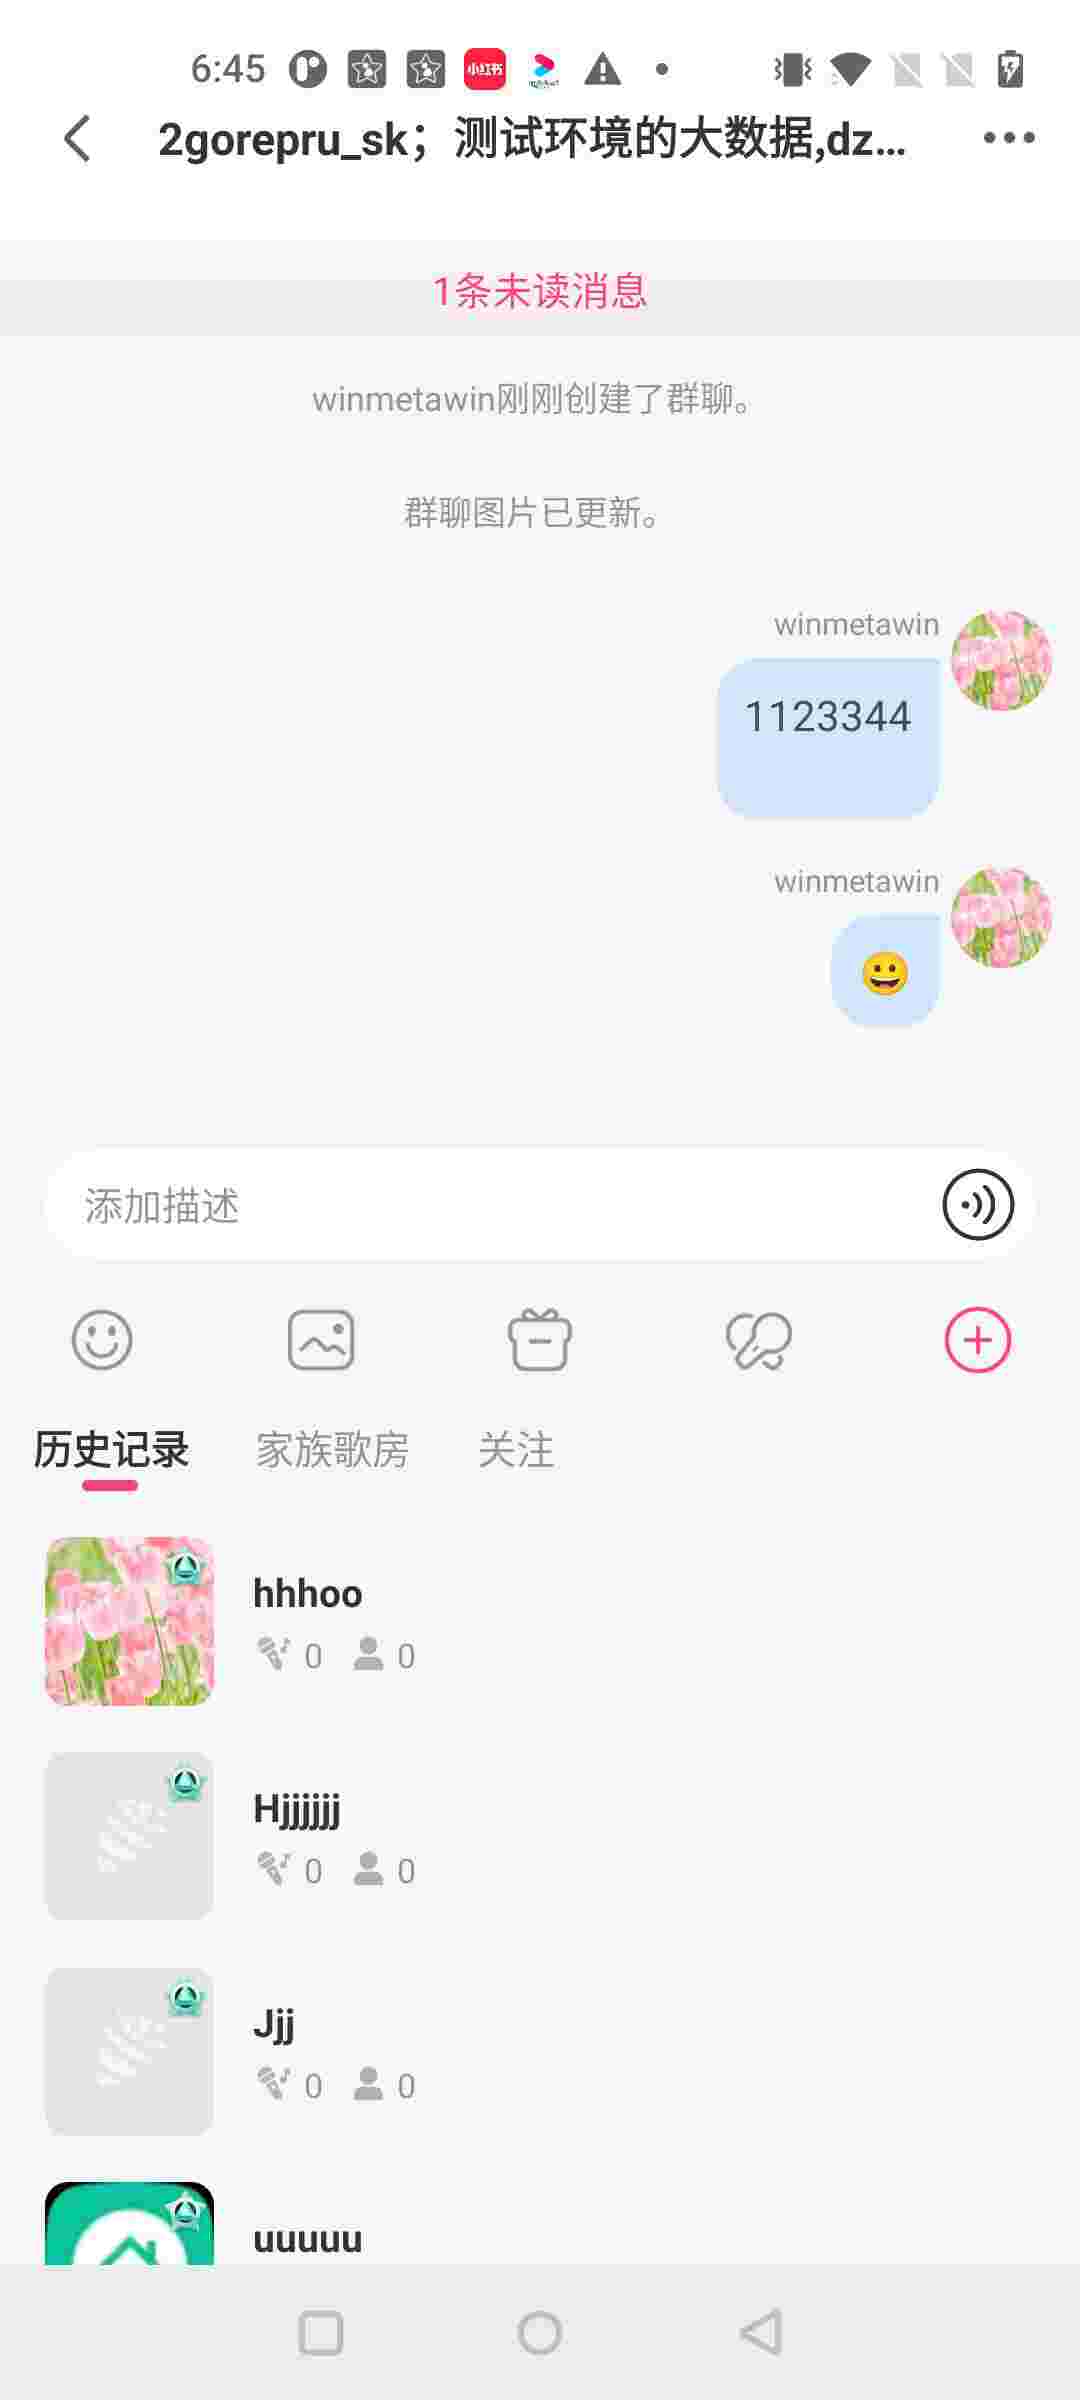 6:45
小红书
2gorepru_sk；测试环境的大数据,dz...
1条未读消息
winmetawin刚刚创建了群聊。
群聊图片已更新。
winmetawin
1123344
winmetawin
添加描述
历史记录 家族歌房 关注
hhhoo
0 0
Hjjjjjj
0 0
Jjj
0 0
uuuuu